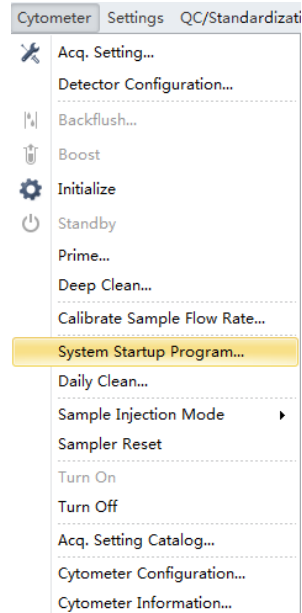 Cytometer Settings QC/Standardizati
Acq. Setting...
Detector Configuration...
Backflush...
Boost
Initialize
Standby
Prime...
Deep Clean...
Calibrate Sample Flow Rate...
System Startup Program...
Daily Clean...
Sample Injection Mode
Sampler Reset
Turn On
Turn Off
Acq. Setting Catalog...
Cytometer Configuration...
Cytometer Information...